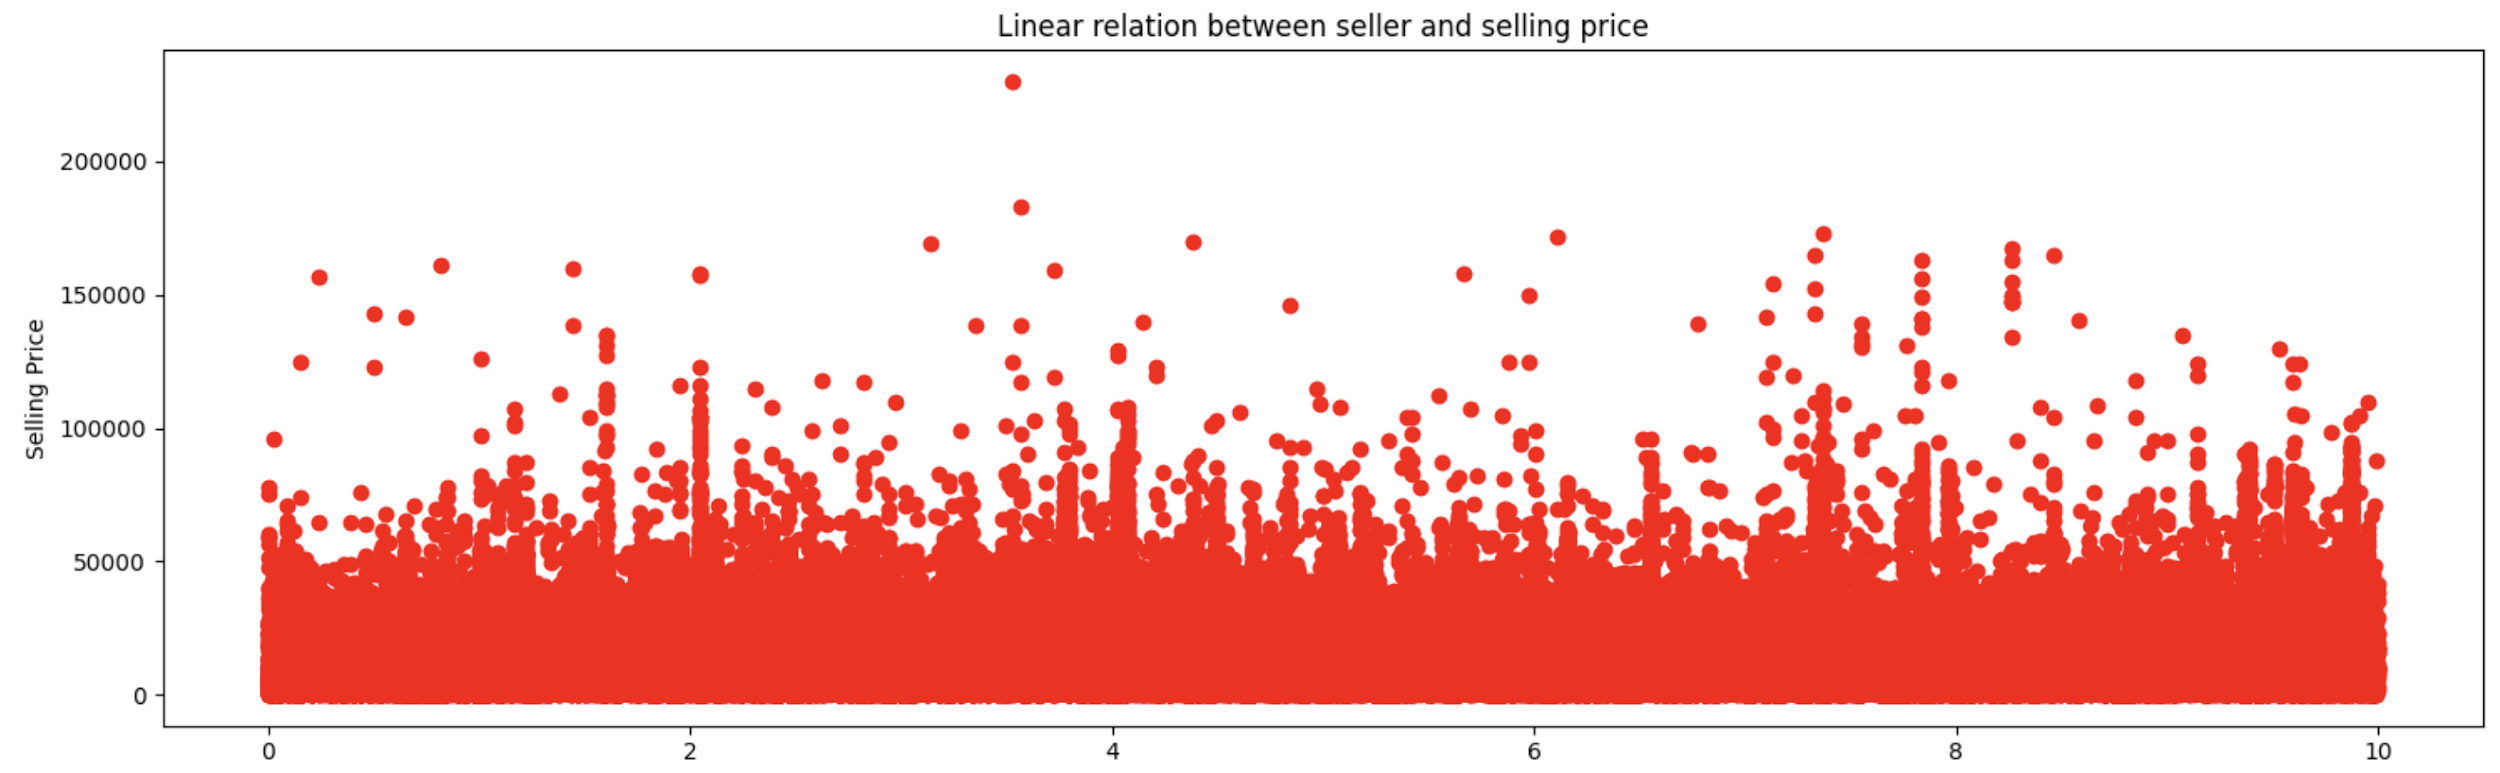 Linear relation between seller and selling price
Selling Price
200000
150000
100000
50000
0
0 2 4 6 8 10